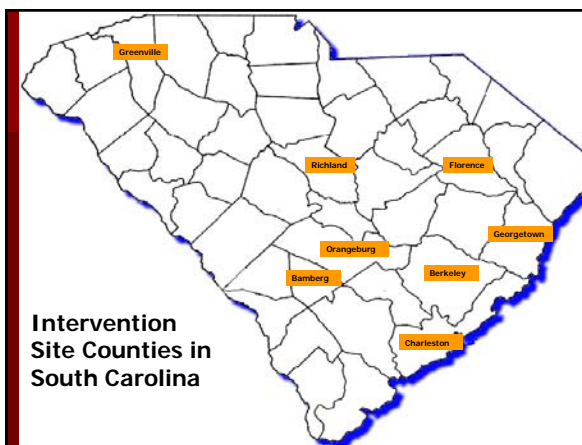 Greenville
Richland
Florence
Georgetown
Orangeburg
Bamberg
Berkeley
Charleston
Intervention
Site Counties in
South Carolina